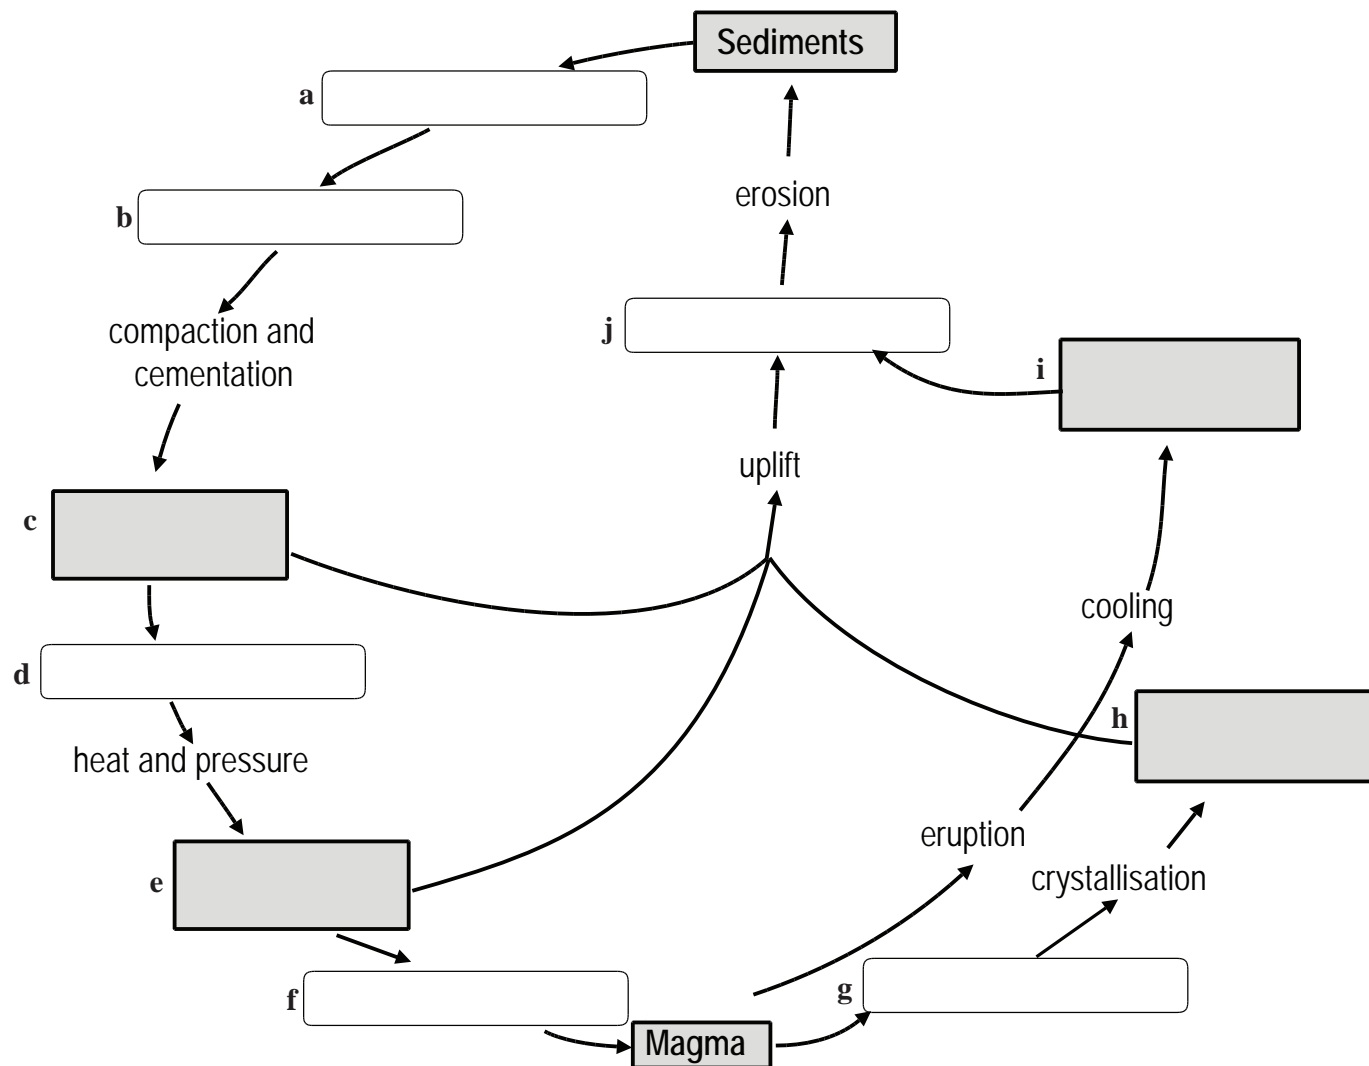 Sediments
a
b
erosion
compaction and
cementation
j
i
uplift
c
cooling
d
h
heat and pressure
eruption
e
crystallisation
f
g
Magma